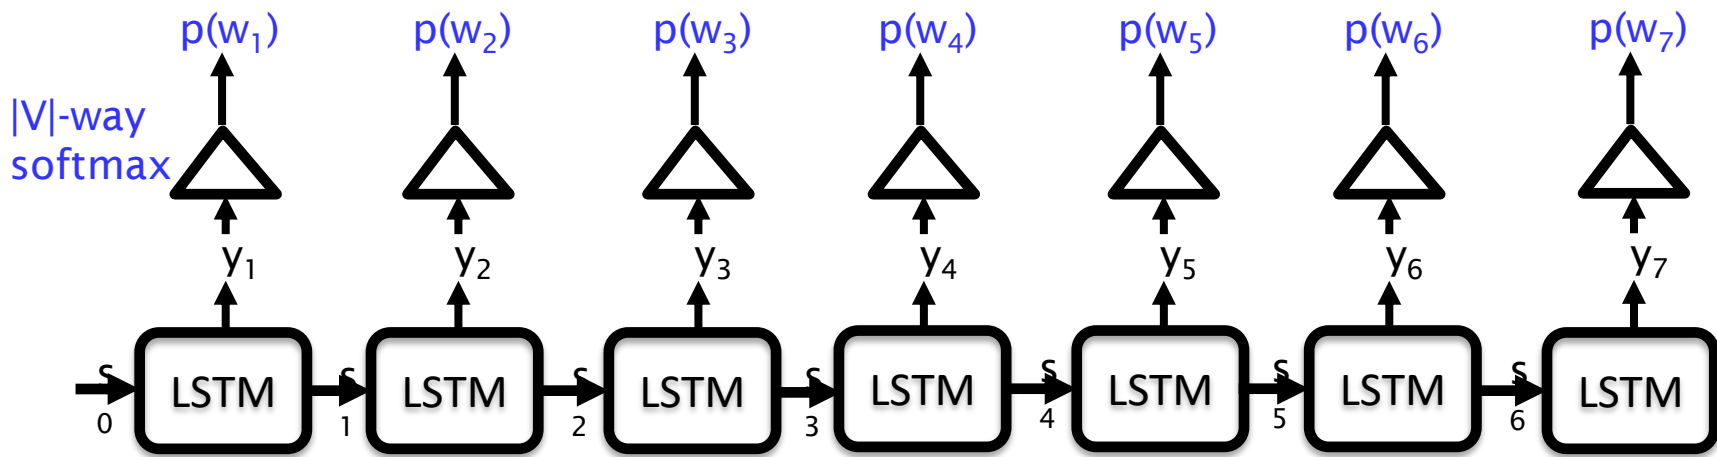 p(w1) p(w2) p(w3) p(w4) p(w5) p(w6) p(w7)
|V|-way
softmax
y1 y2 y3 y4 y5 y6 y7
s0 LSTM s1 LSTM s2 LSTM s3 LSTM s4 LSTM s5 LSTM s6 LSTM